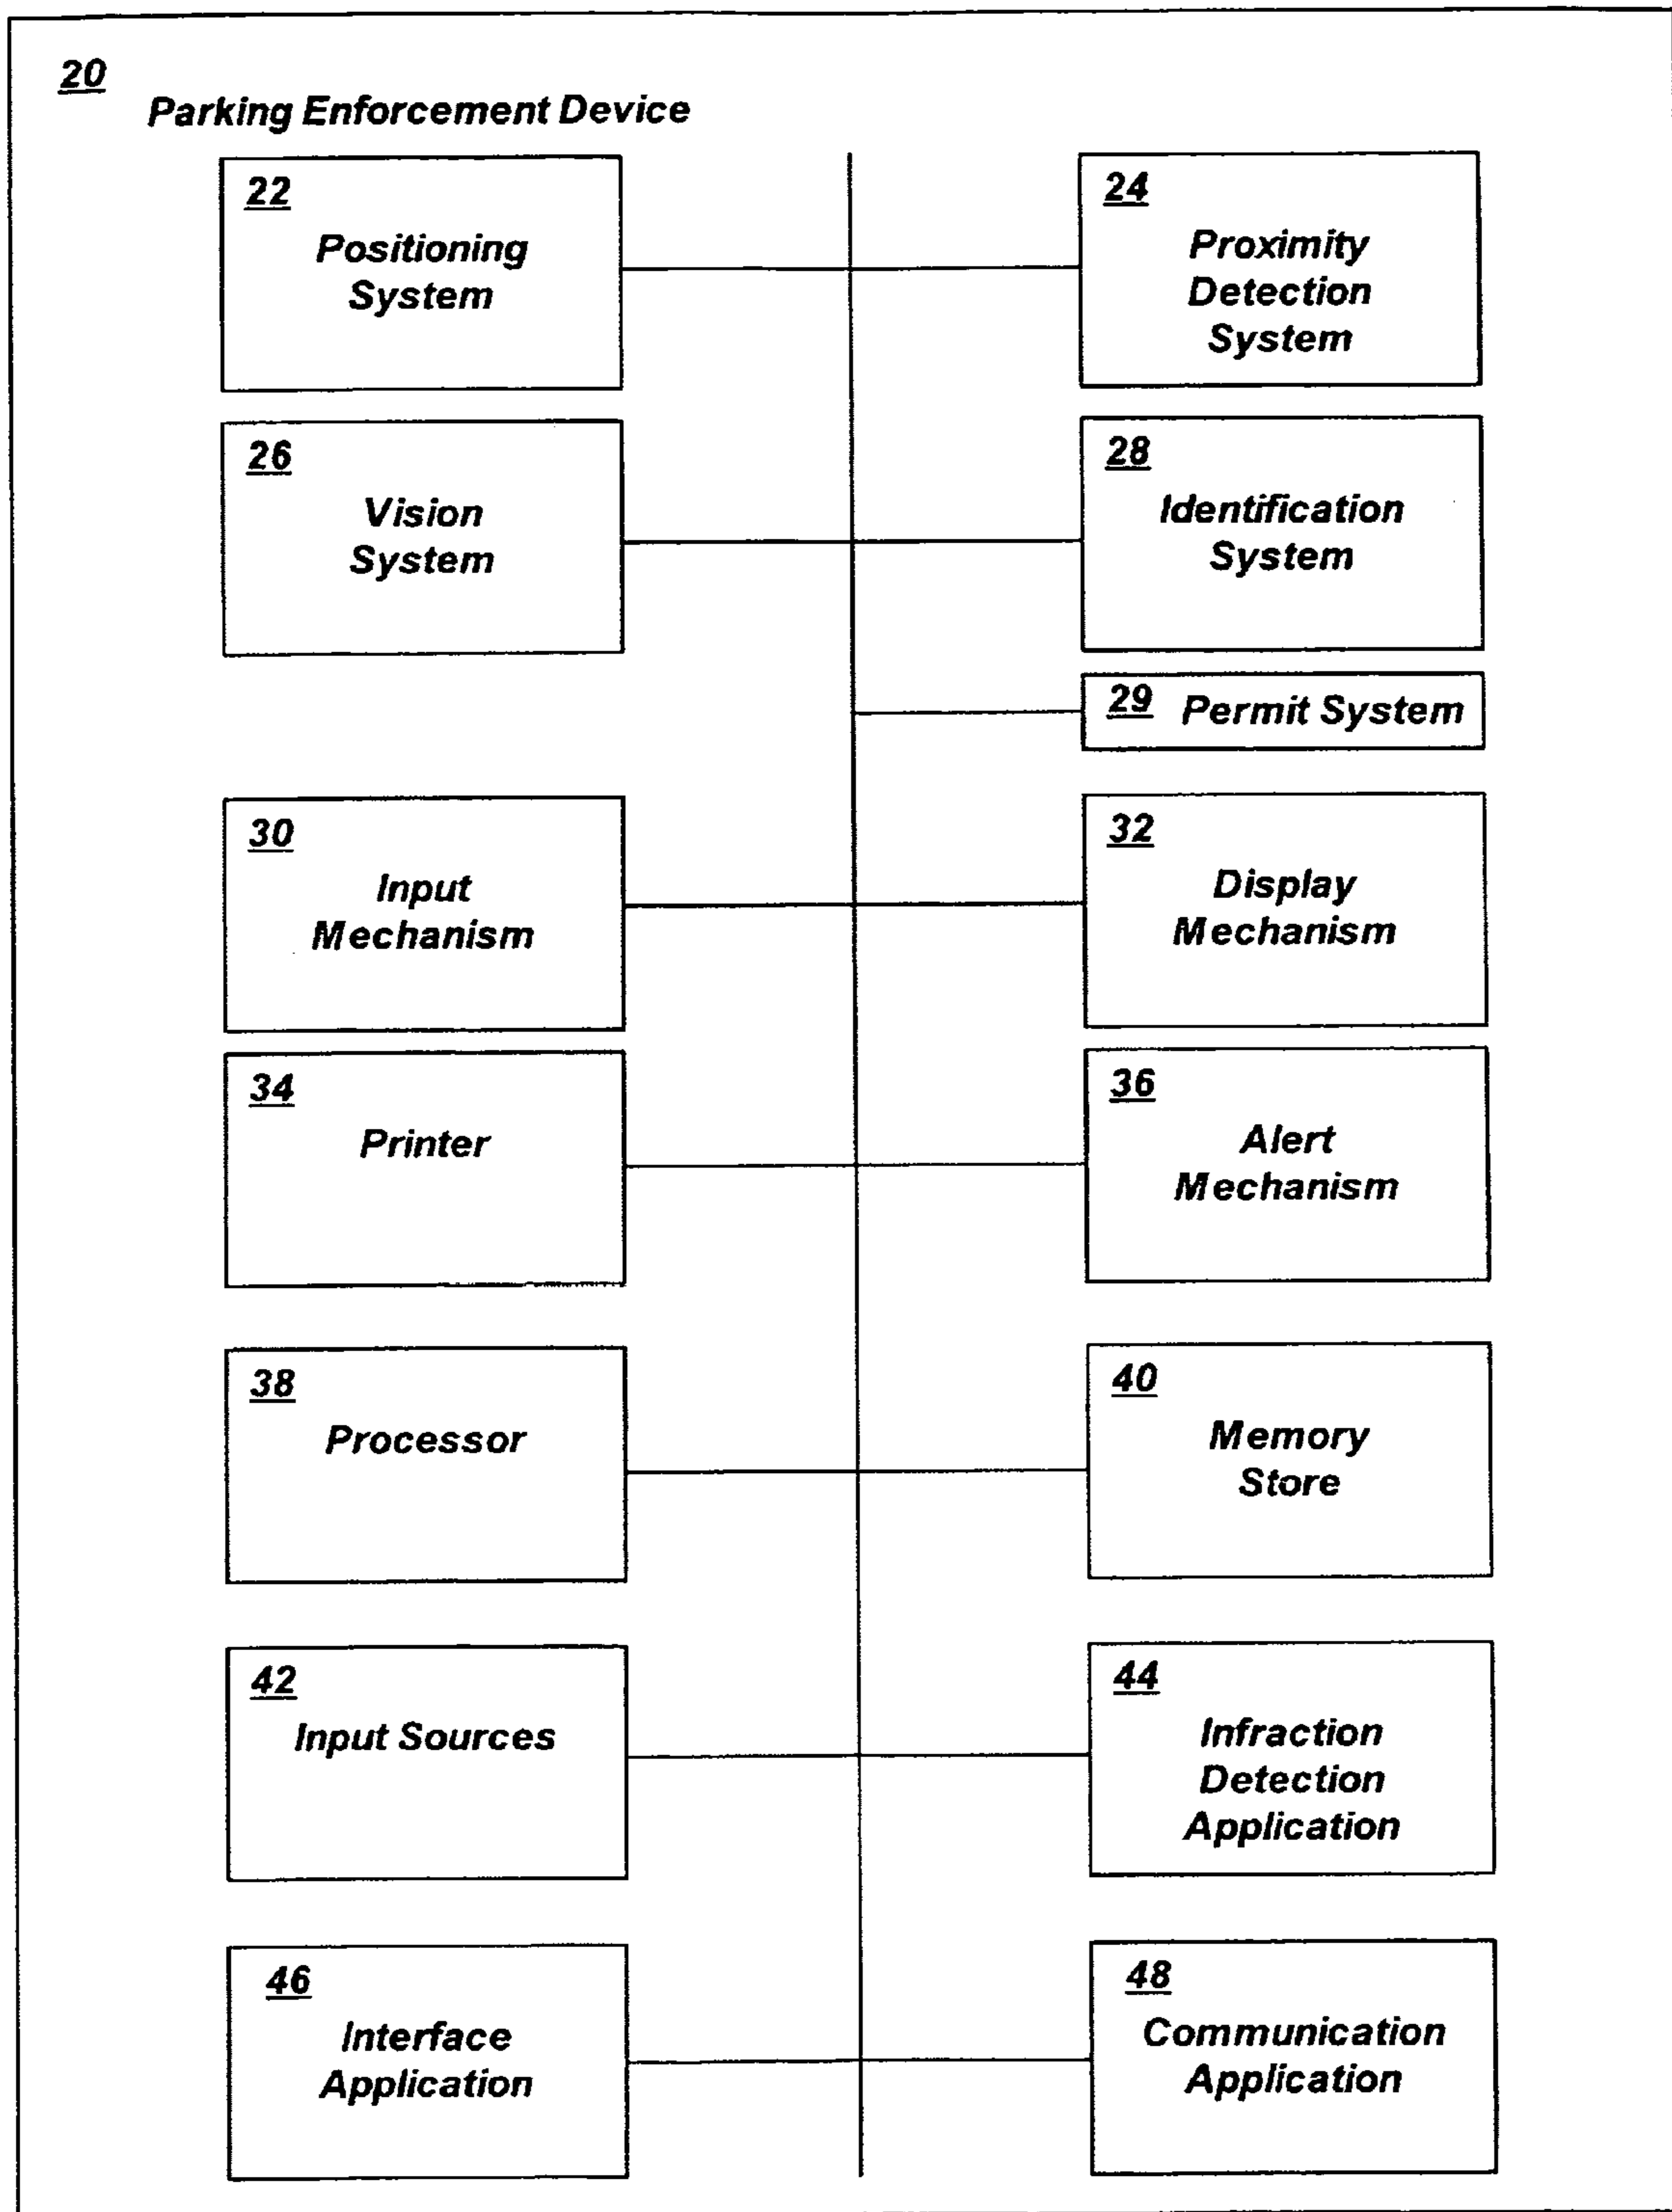 20
Parking Enforcement Device
22
Positioning
System
24
Proximity
Detection
System
26
Vision
System
28
Identification
System
29 Permit System
30
Input
Mechanism
32
Display
Mechanism
34
Printer
36
Alert
Mechanism
38
Processor
40
Memory
Store
42
Input Sources
44
Infraction
Detection
Application
46
Interface
Application
48
Communication
Application